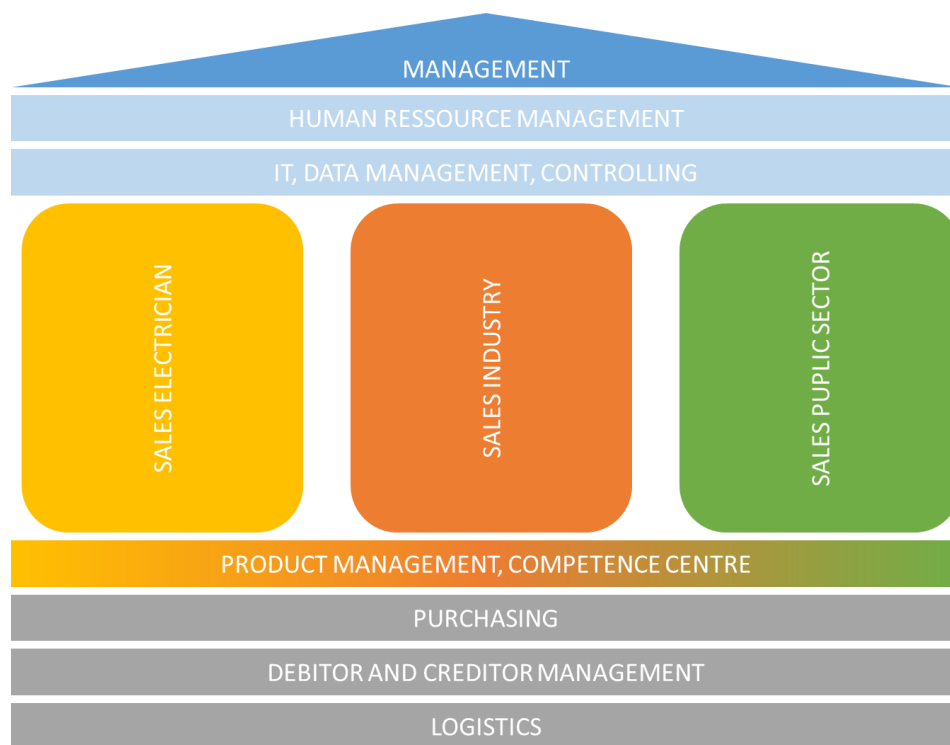 MANAGEMENT
HUMAN RESSOURCE MANAGEMENT
IT, DATA MANAGEMENT, CONTROLLING
SALES ELECTRICIAN
SALES INDUSTRY
SALES PUPLIC SECTOR
PRODUCT MANAGEMENT, COMPETENCE CENTRE
PURCHASING
DEBITOR AND CREDITOR MANAGEMENT
LOGISTICS